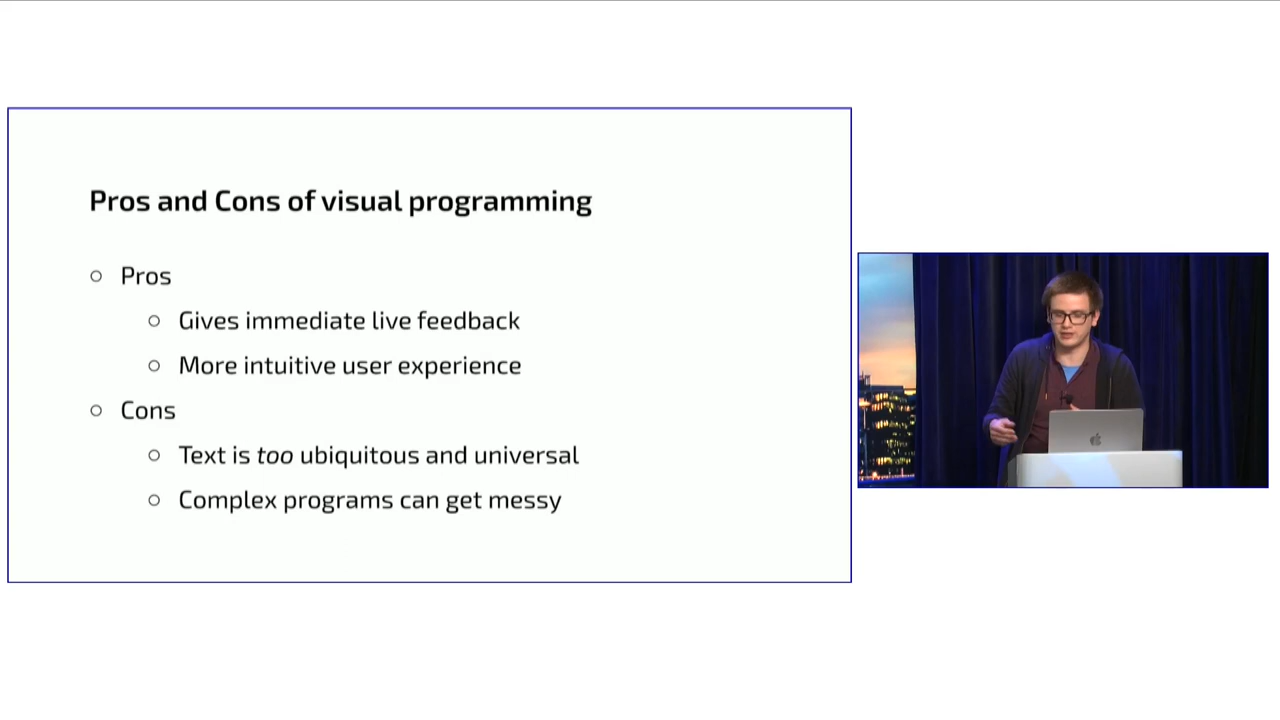 Pros and Cons of visual programming
Pros
Gives immediate live feedback
More intuitive user experience
Cons
Text is too ubiquitous and universal
Complex programs can get messy